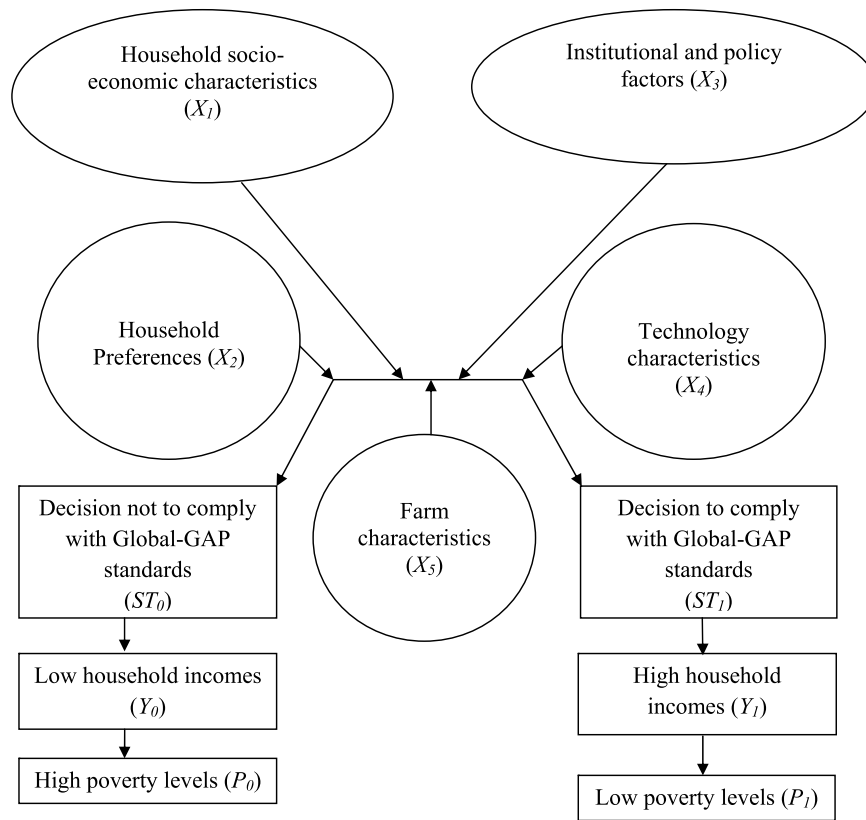 Household socio-
economic characteristics
(X1)
Institutional and policy
factors (X3)
Household
Preferences (X2)
Technology
characteristics
(X4)
Farm
characteristics
(X5)
Decision not to comply
with Global-GAP
standards
(ST0)
Decision to comply
with Global-GAP
standards
(ST1)
Low household incomes
(Y0)
High household
incomes (Y1)
High poverty levels (P0)
Low poverty levels (P1)